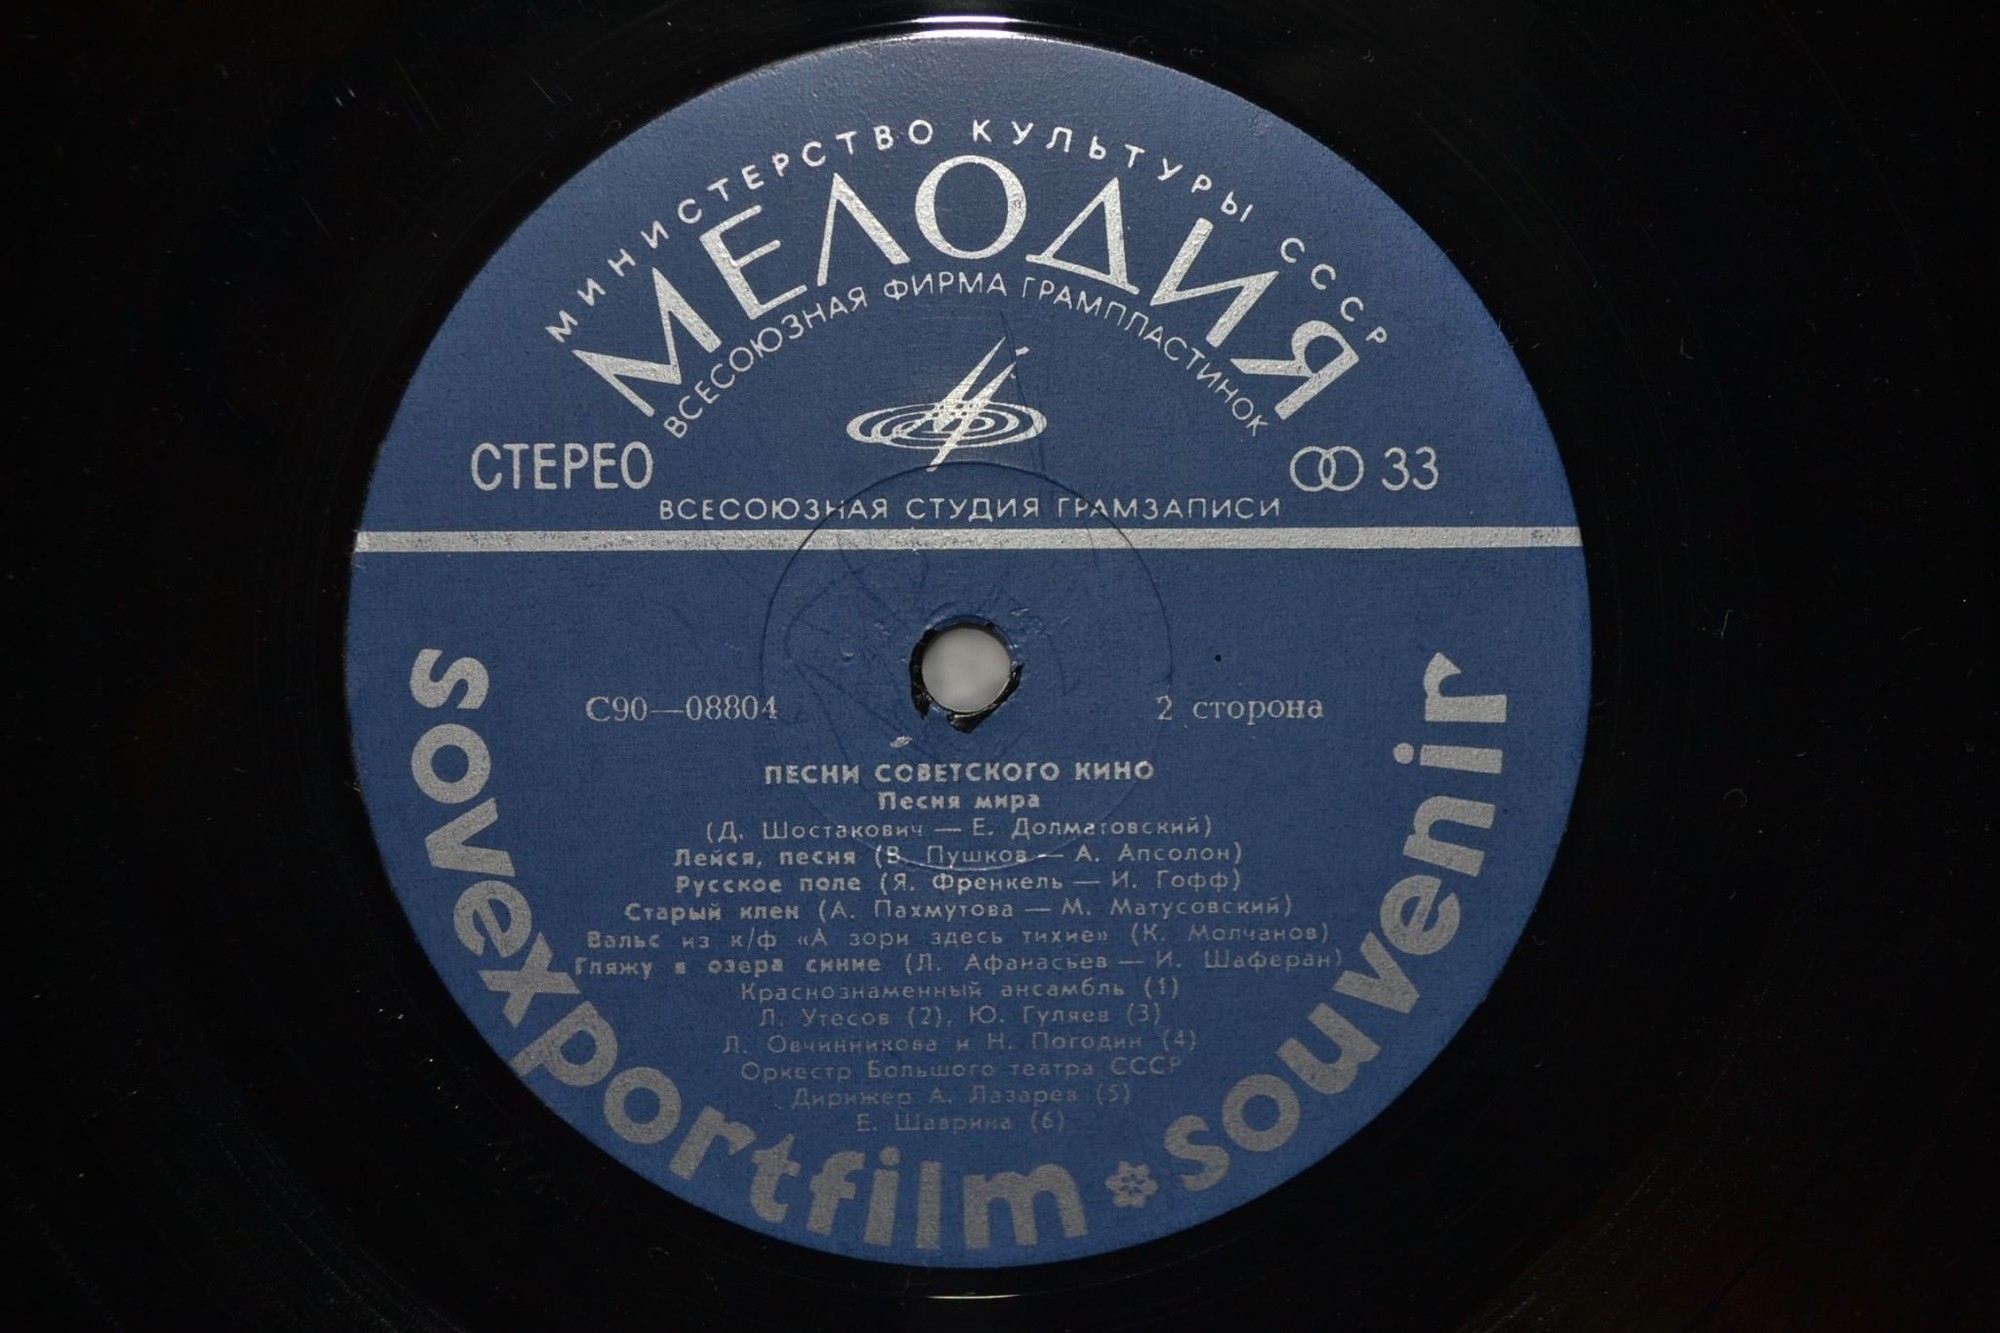 МИНИСТЕРСТВО КУЛЬТУРЫ СССР
МЕЛОДИЯ
ВСЕСОЮЗНАЯ ФИРМА ГРАМПЛАСТИНОК
СТЕРЕО
33
ВСЕСОЮЗНАЯ СТУДИЯ ГРАМЗАПИСИ
С90—08804
2 сторона
ПЕСНИ СОВЕТСКОГО КИНО
Песня мира
(Д. Шостакович — Е. Долматовский)
Лейся, песня (В. Пушков — А. Апсолон)
Русское поле (Я. Френкель — И. Гофф)
Старый клен (А. Пахмутова — М. Матусовский)
Вальс из к/ф «А зори здесь тихие» (К. Молчанов)
Гляжу в озера синие (Л. Афанасьев — И. Шаферан)
Краснознаменный ансамбль (1)
Л. Утесов (2), Ю. Гуляев (3)
Л. Овчинникова и Н. Погодин (4)
Оркестр Большого театра СССР
Дирижер А. Лазарев (5)
Е. Шаврина (6)
sovexportfilm souvenir